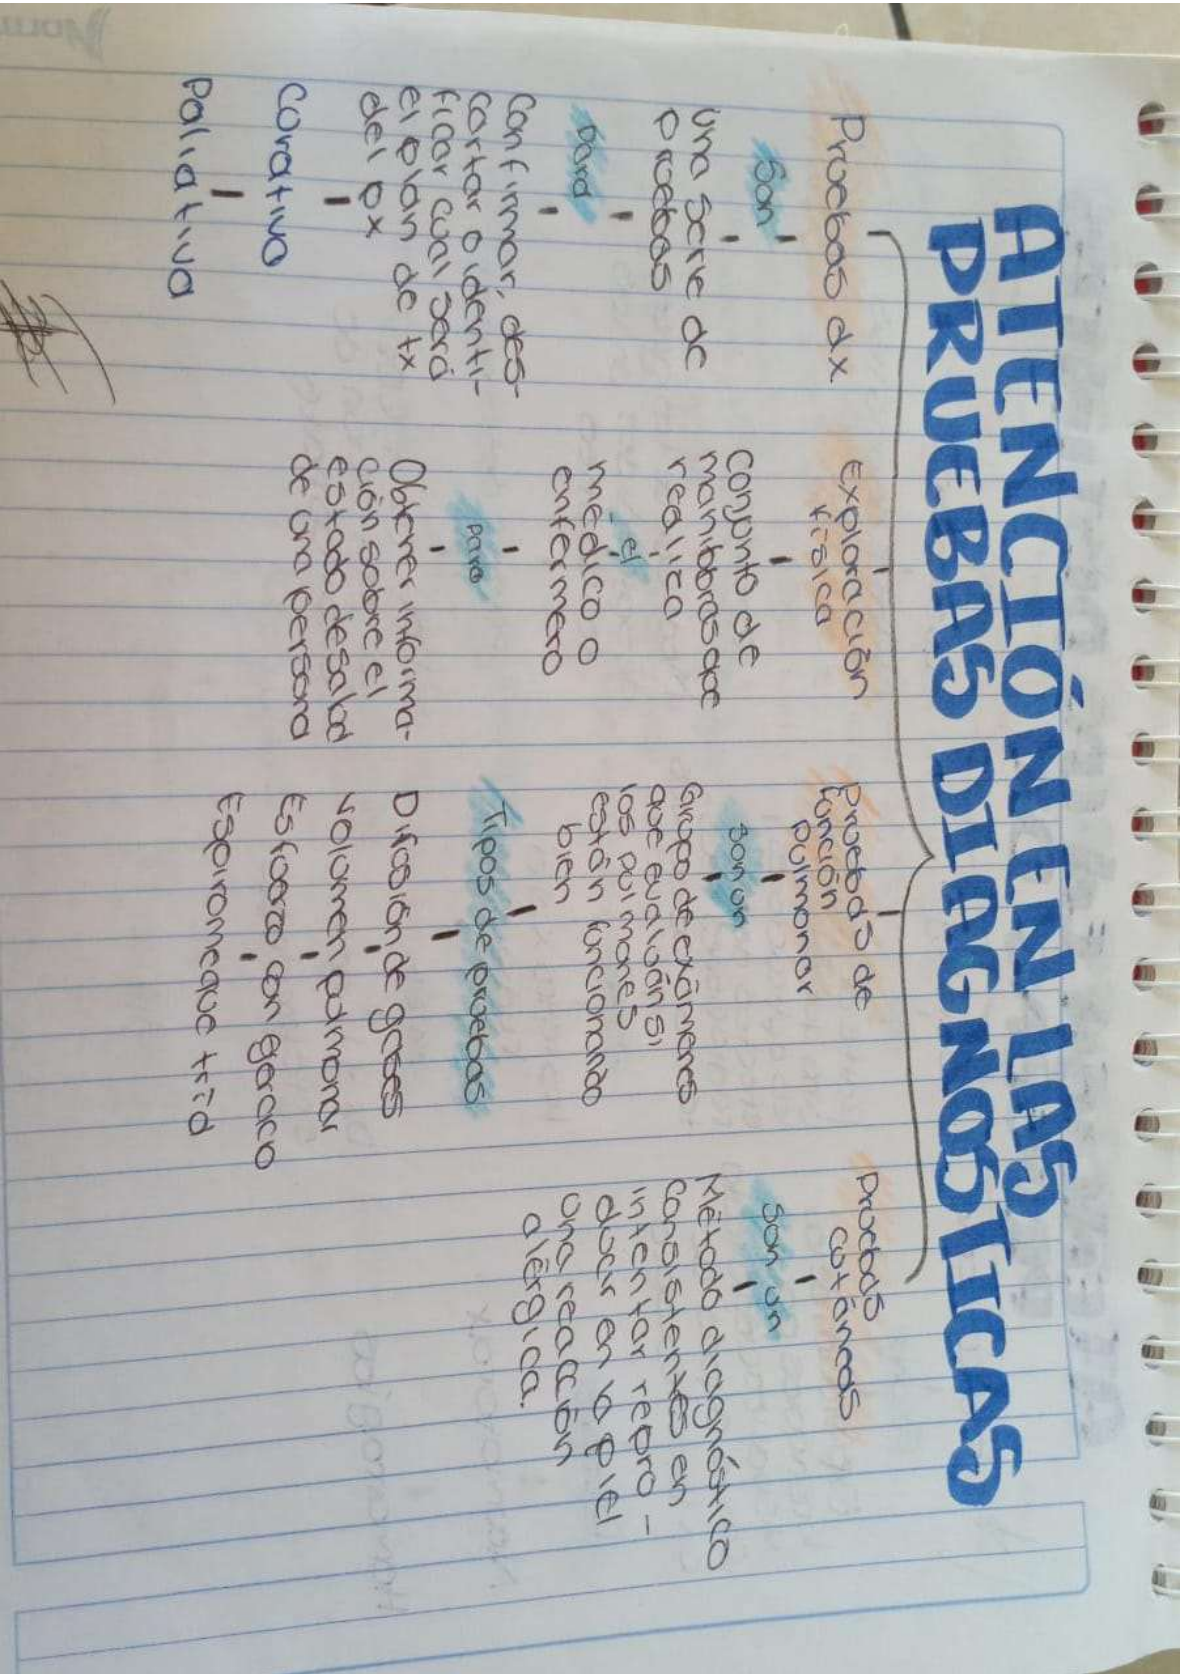 ATENCIÓN EN LAS
PRUEBAS DIAGNOSTICAS
Pruebas dx
Son
Una serie de
pruebas
Para
Confirmar, des-
cartar o identi-
ficar cual será
el plan de tx
del px
Curativo
Paliativa
Exploración
física
Conjunto de
maniobras que
realiza
el
médico o
enfermero
para
Obtener informa-
ción sobre el
estado de salud
de una persona
Pruebas de
función
pulmonar
son un
Grupo de exámenes
que evalúan si
los pulmones
están funcionando
bien
Tipos de pruebas
Difusión de gases
Volumen pulmonar
Esfuerzo con
Pruebas
cutáneas
Son un
Método diagnóstico
Consistentes en
intentar repro-
ducir en la piel
una reacción
alérgica.